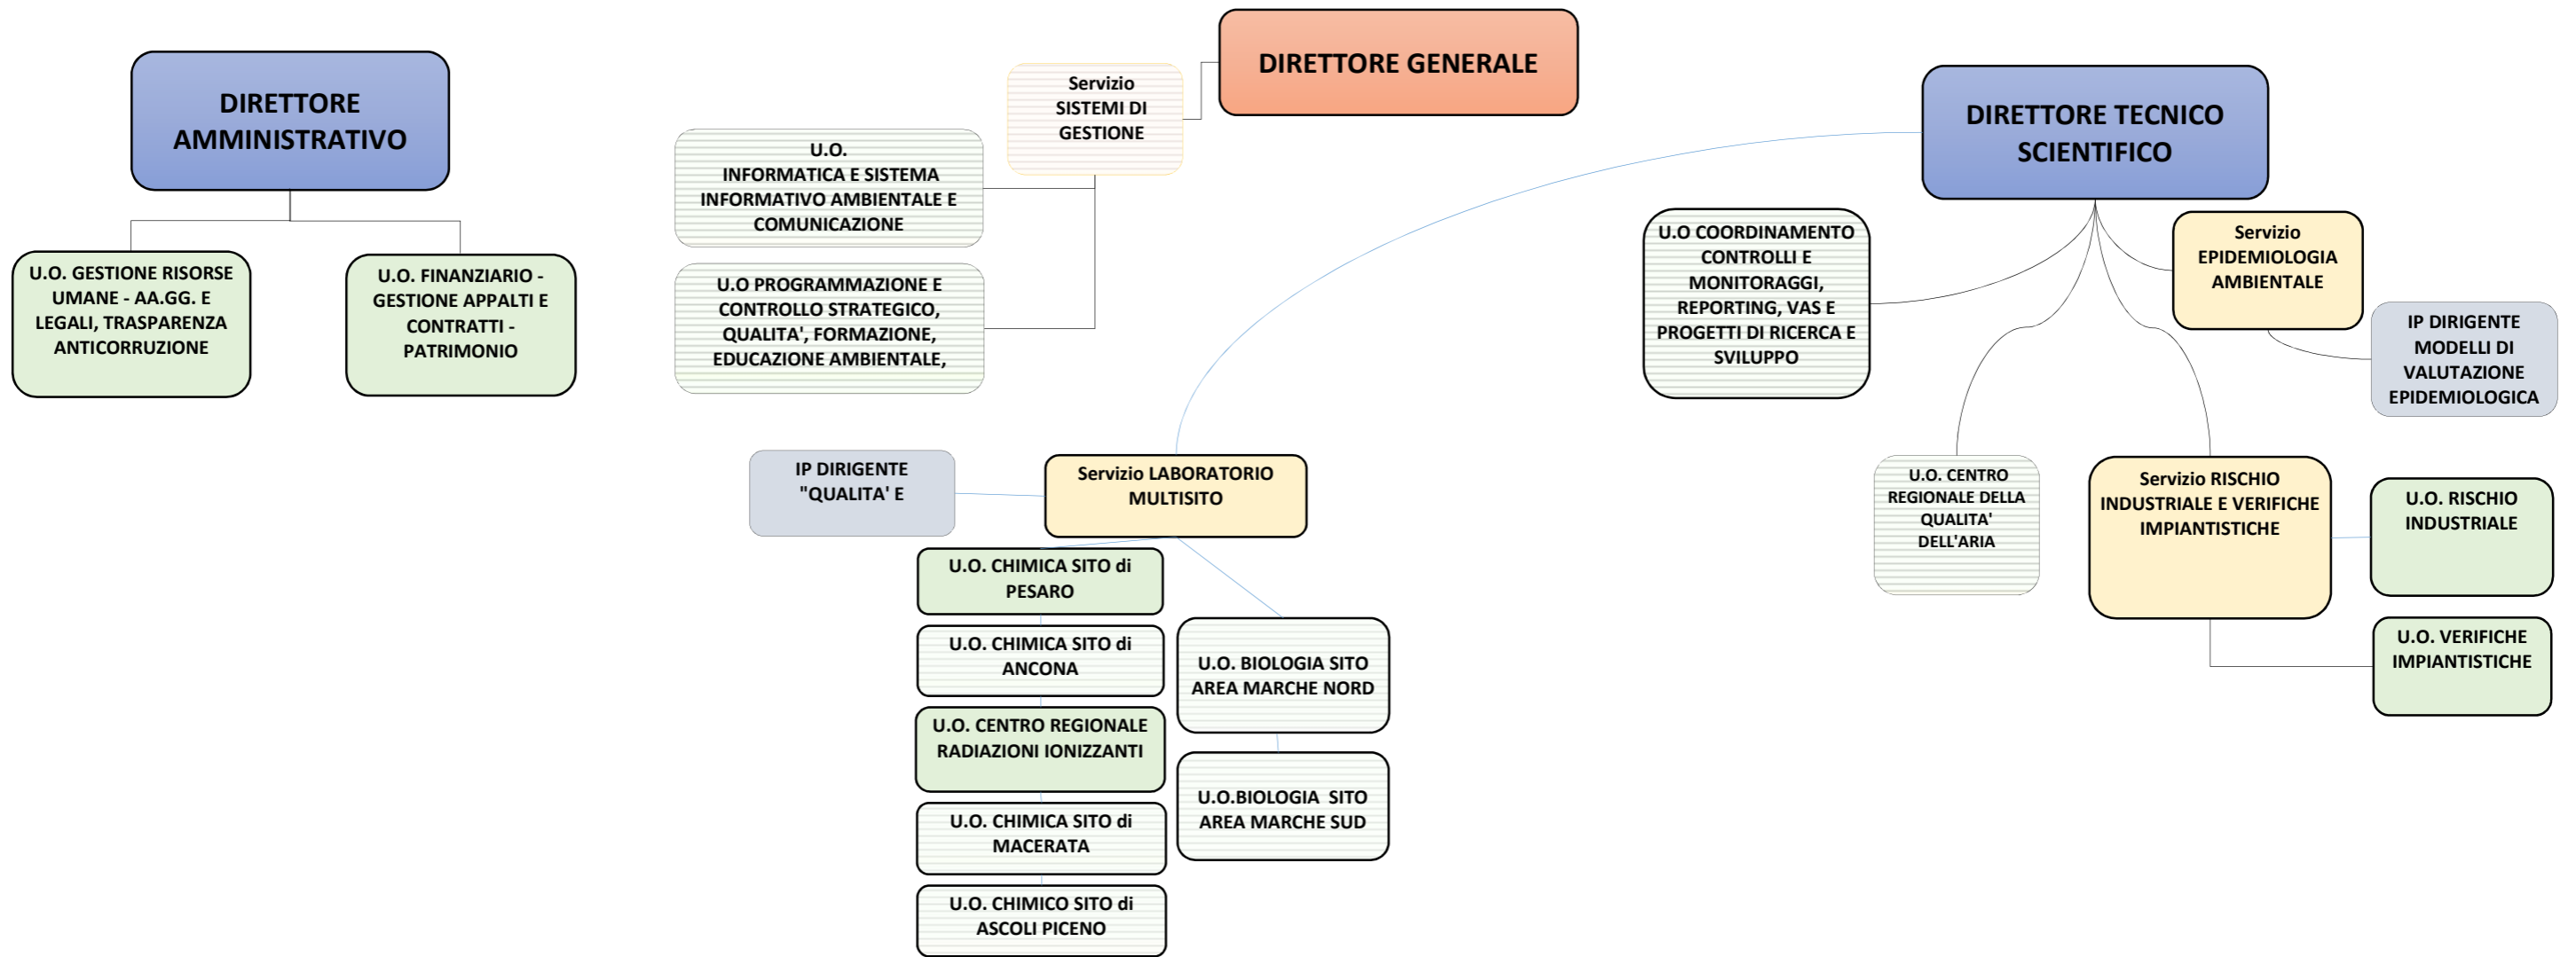 DIRETTORE
AMMINISTRATIVO
U.O. GESTIONE RISORSE
UMANE - AA.GG. E
LEGALI, TRASPARENZA
ANTICORRUZIONE
U.O. FINANZIARIO -
GESTIONE APPALTI E
CONTRATTI -
PATRIMONIO
DIRETTORE GENERALE
Servizio
SISTEMI DI
GESTIONE
U.O.
INFORMATICA E SISTEMA
INFORMATIVO AMBIENTALE E
COMUNICAZIONE
U.O PROGRAMMAZIONE E
CONTROLLO STRATEGICO,
QUALITA', FORMAZIONE,
EDUCAZIONE AMBIENTALE,
DIRETTORE TECNICO
SCIENTIFICO
U.O COORDINAMENTO
CONTROLLI E
MONITORAGGI,
REPORTING, VAS E
PROGETTI DI RICERCA E
SVILUPPO
Servizio
EPIDEMIOLOGIA
AMBIENTALE
IP DIRIGENTE
MODELLI DI
VALUTAZIONE
EPIDEMIOLOGICA
IP DIRIGENTE
"QUALITA' E
Servizio LABORATORIO
MULTISITO
U.O. CHIMICA SITO di
PESARO
U.O. CHIMICA SITO di
ANCONA
U.O. CENTRO REGIONALE
RADIAZIONI IONIZZANTI
U.O. CHIMICA SITO di
MACERATA
U.O. CHIMICO SITO di
ASCOLI PICENO
U.O. BIOLOGIA SITO
AREA MARCHE NORD
U.O.BIOLOGIA  SITO
AREA MARCHE SUD
U.O. CENTRO
REGIONALE DELLA
QUALITA'
DELL'ARIA
Servizio RISCHIO
INDUSTRIALE E VERIFICHE
IMPIANTISTICHE
U.O. RISCHIO
INDUSTRIALE
U.O. VERIFICHE
IMPIANTISTICHE